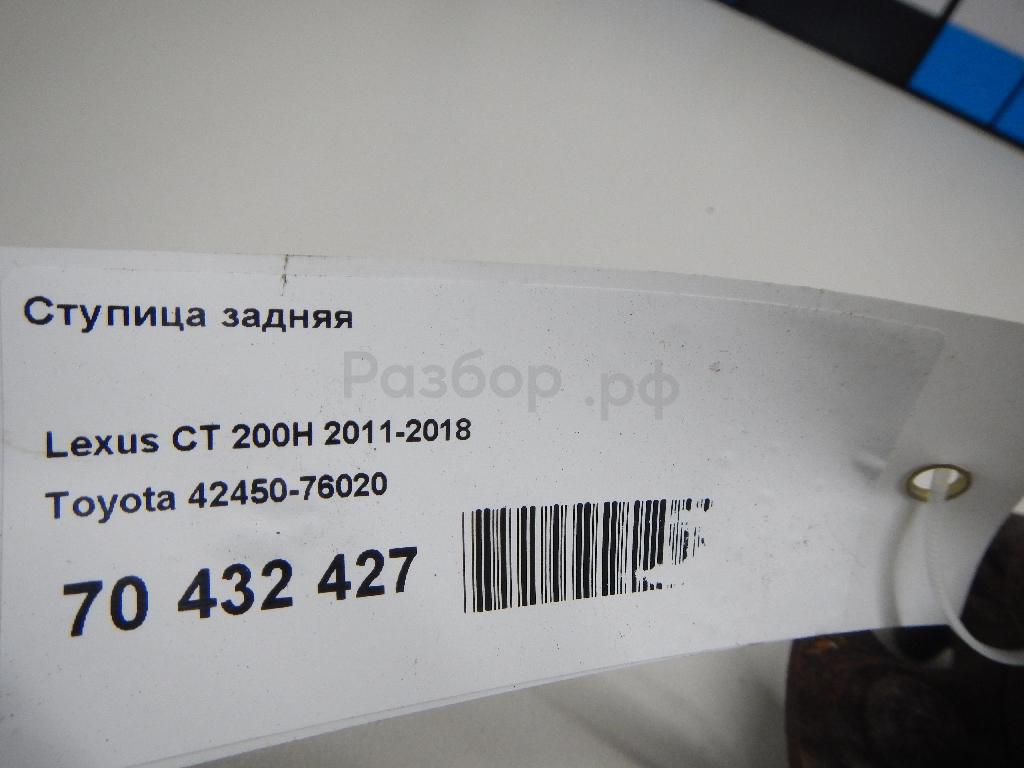 Ступица задняя
Разбор.рф
Lexus CT 200H 2011-2018
Toyota 42450-76020
70 432 427